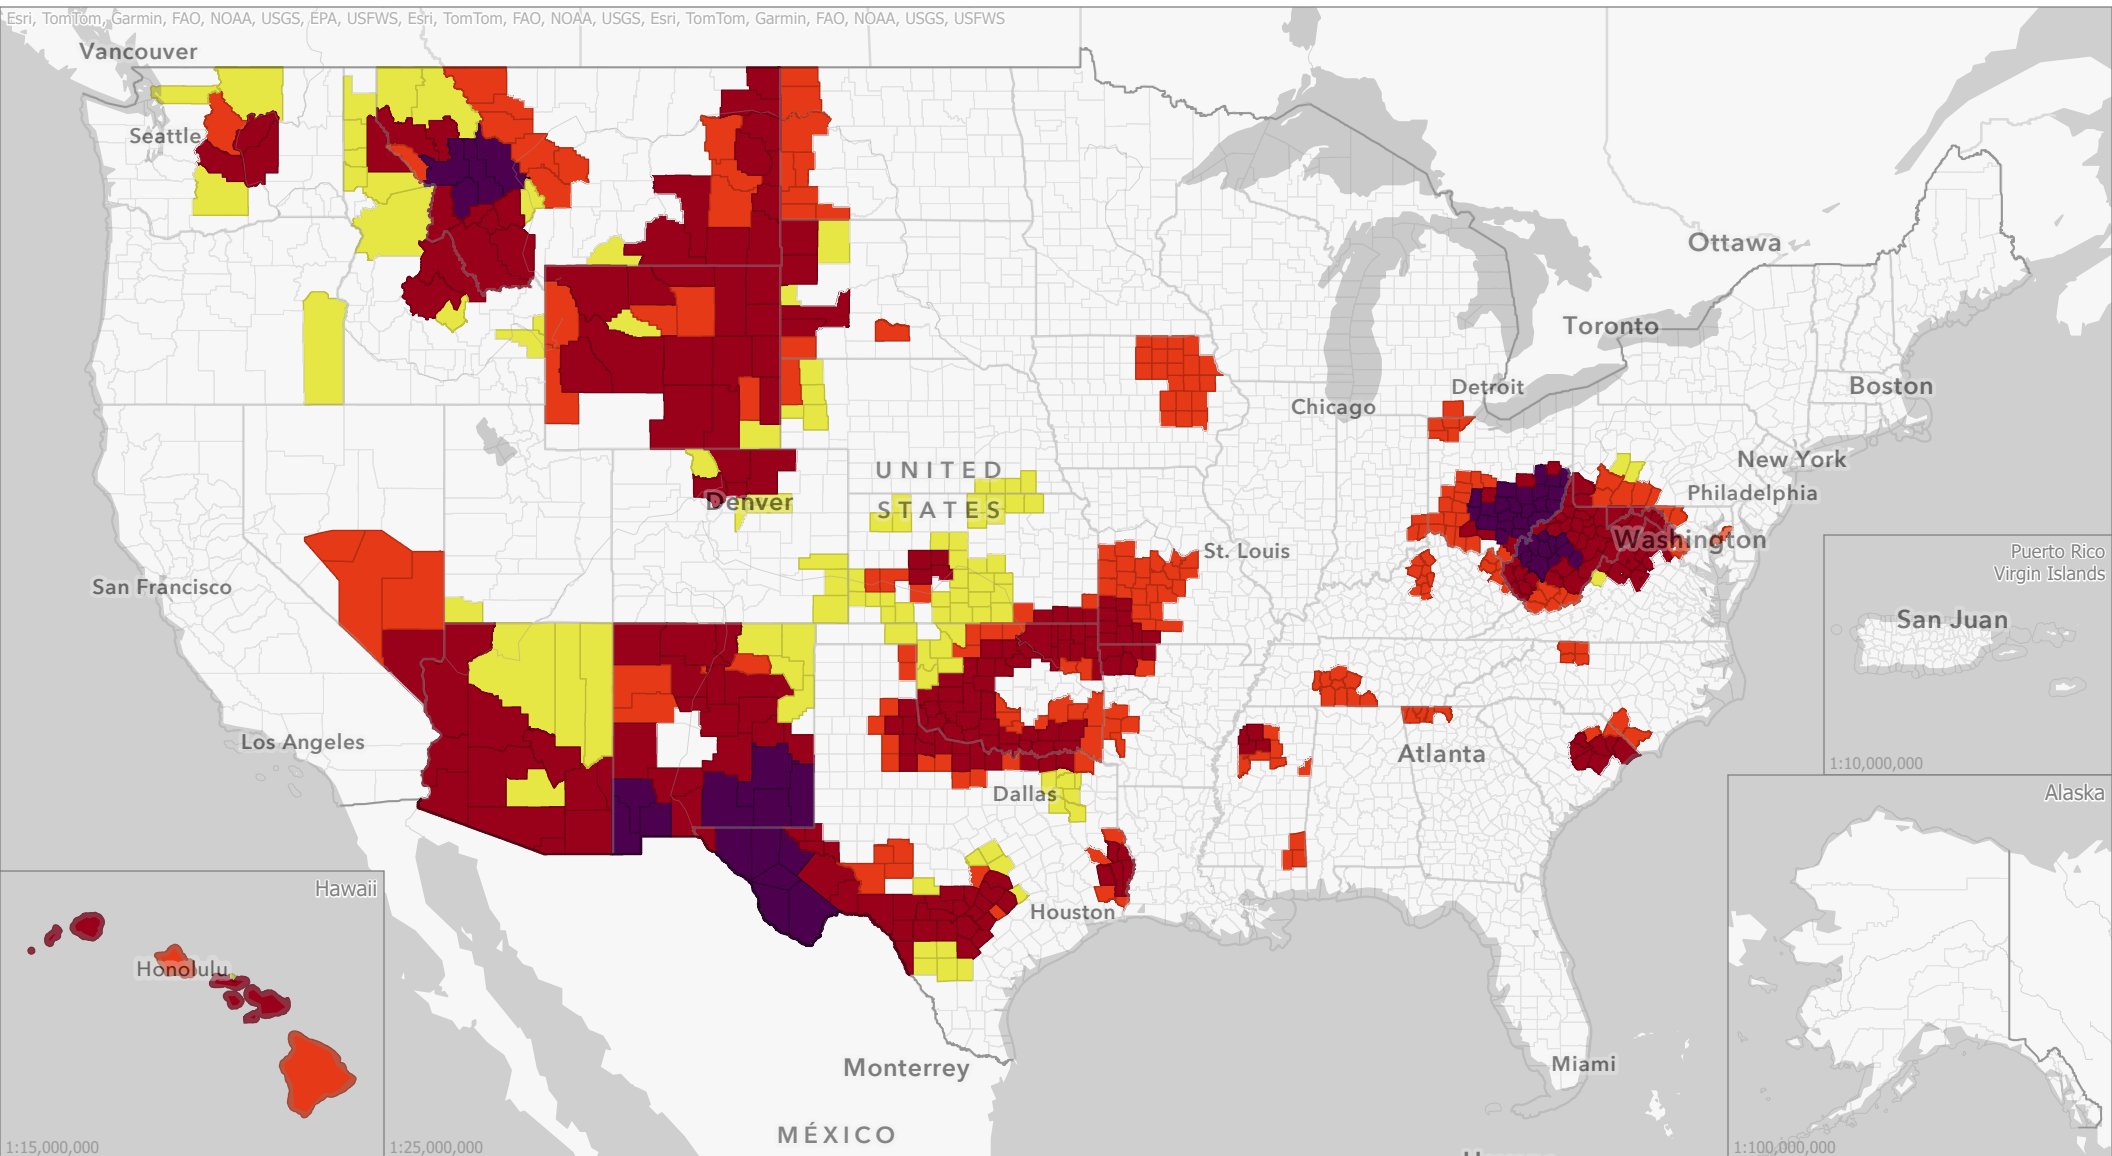 Esri, TomTom, Garmin, FAO, NOAA, USGS, EPA, USFWS, Esri, TomTom, FAO, NOAA, USGS, Esri, TomTom, Garmin, FAO, NOAA, USGS, USFWS
Vancouver
Seattle
Ottawa
Toronto
Detroit
Boston
Chicago
UNITED
STATES
New York
Philadelphia
Denver
Washington
St. Louis
San Francisco
Puerto Rico
Virgin Islands
San Juan
Los Angeles
Atlanta
1:10,000,000
Dallas
Alaska
Hawaii
Houston
Honolulu
Monterrey
Miami
MÉXICO
1:15,000,000
1:25,000,000
1:100,000,000